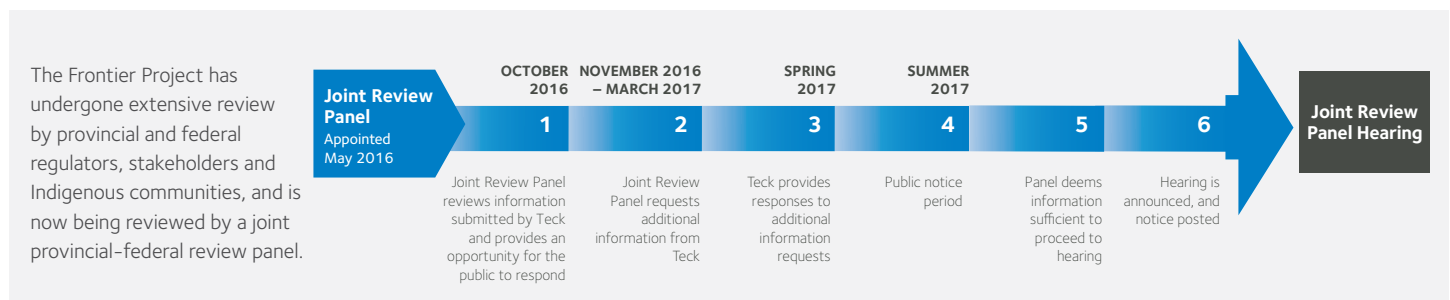 The Frontier Project has
undergone extensive review
by provincial and federal
regulators, stakeholders and
Indigenous communities, and is
now being reviewed by a joint
provincial-federal review panel.
Joint Review
Panel
Appointed
May 2016
OCTOBER
2016
1
Joint Review Panel
reviews information
submitted by Teck
and provides an
opportunity for the
public to respond
NOVEMBER 2016
– MARCH 2017
2
Joint Review
Panel requests
additional
information from
Teck
SPRING
2017
3
Teck provides
responses to
additional
information
requests
SUMMER
2017
4
Public notice
period
5
Panel deems
information
sufficient to
proceed to
hearing
6
Hearing is
announced, and
notice posted
Joint Review
Panel Hearing